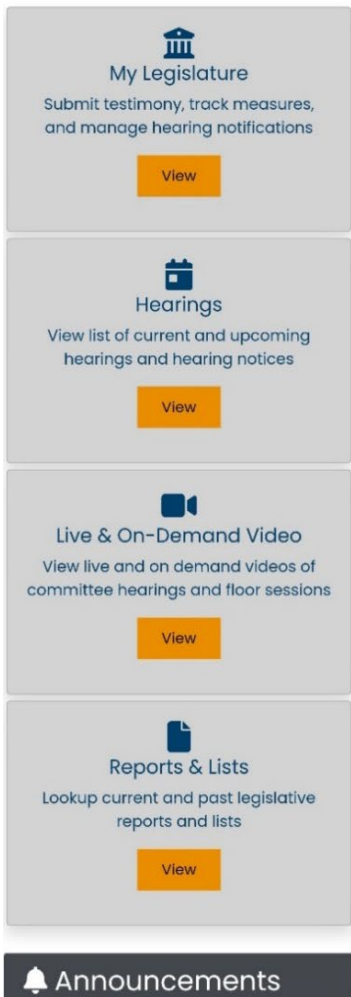 My Legislature
Submit testimony, track measures,
and manage hearing notifications
View
Hearings
View list of current and upcoming
hearings and hearing notices
View
Live & On-Demand Video
View live and on demand videos of
committee hearings and floor sessions
View
Reports & Lists
Lookup current and past legislative
reports and lists
View
Announcements